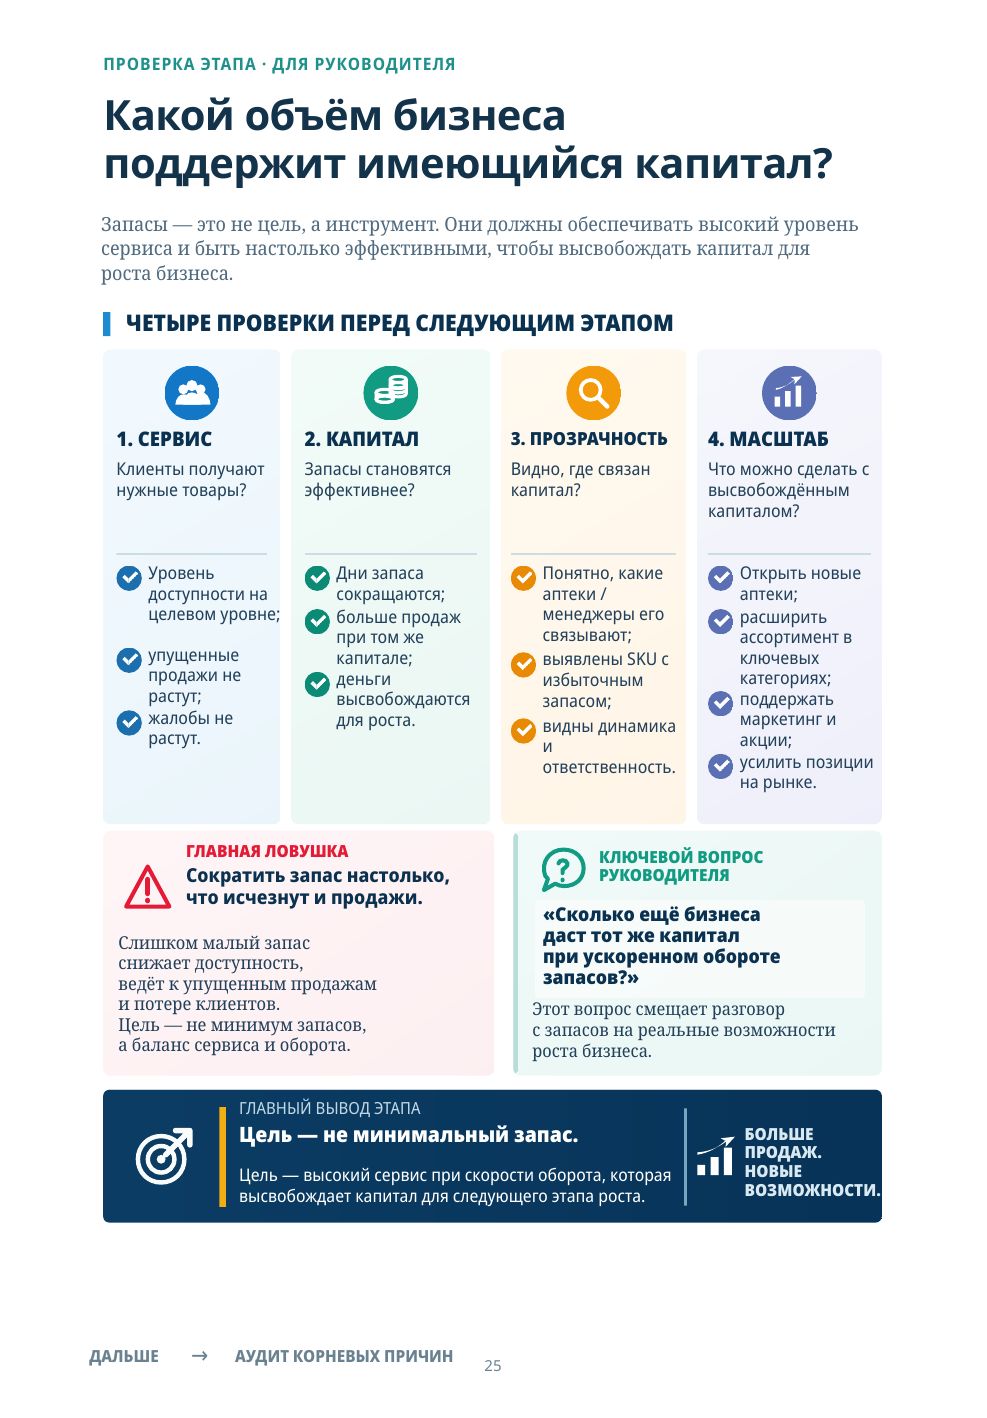 ПРОВЕРКА ЭТАПА · ДЛЯ РУКОВОДИТЕЛЯ
Какой объём бизнеса
поддержит имеющийся капитал?
Запасы — это не цель, а инструмент. Они должны обеспечивать высокий уровень
сервиса и быть настолько эффективными, чтобы высвобождать капитал для
роста бизнеса.
ЧЕТЫРЕ ПРОВЕРКИ ПЕРЕД СЛЕДУЮЩИМ ЭТАПОМ
1. СЕРВИС
Клиенты получают
нужные товары?
Уровень
доступности на
целевом уровне;
упущенные
продажи не
растут;
жалобы не
растут.
2. КАПИТАЛ
Запасы становятся
эффективнее?
Дни запаса
сокращаются;
больше продаж
при том же
капитале;
деньги
высвобождаются
для роста.
3. ПРОЗРАЧНОСТЬ
Видно, где связан
капитал?
Понятно, какие
аптеки /
менеджеры его
связывают;
выявлены SKU с
избыточным
запасом;
видны динамика
и
ответственность.
4. МАСШТАБ
Что можно сделать с
высвобождённым
капиталом?
Открыть новые
аптеки;
расширить
ассортимент в
ключевых
категориях;
поддержать
маркетинг и
акции;
усилить позиции
на рынке.
ГЛАВНАЯ ЛОВУШКА
Сократить запас настолько,
что исчезнут и продажи.
Слишком малый запас
снижает доступность,
ведёт к упущенным продажам
и потере клиентов.
Цель — не минимум запасов,
а баланс сервиса и оборота.
КЛЮЧЕВОЙ ВОПРОС
РУКОВОДИТЕЛЯ
«Сколько ещё бизнеса
даст тот же капитал
при ускоренном обороте
запасов?»
Этот вопрос смещает разговор
с запасов на реальные возможности
роста бизнеса.
ГЛАВНЫЙ ВЫВОД ЭТАПА
Цель — не минимальный запас.
Цель — высокий сервис при скорости оборота, которая
высвобождает капитал для следующего этапа роста.
БОЛЬШЕ
ПРОДАЖ.
НОВЫЕ
ВОЗМОЖНОСТИ.
ДАЛЬШЕ → АУДИТ КОРНЕВЫХ ПРИЧИН
25